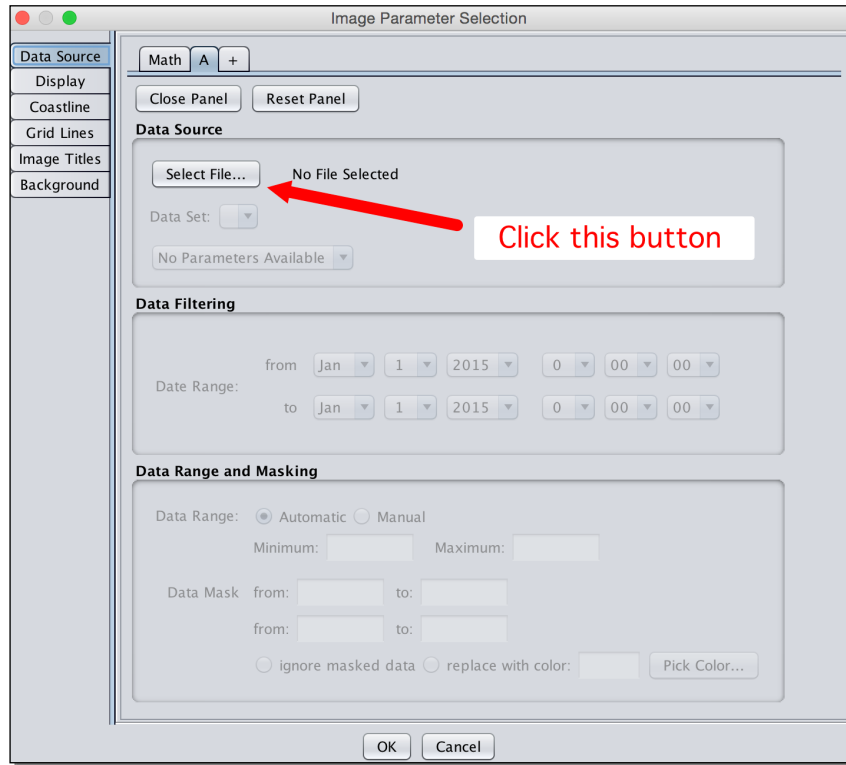 Image Parameter Selection
Data Source
Display
Coastline
Grid Lines
Image Titles
Background
Math A +
Close Panel Reset Panel
Data Source
Select File... No File Selected
Data Set:
Click this button
No Parameters Available
Data Filtering
from Jan 1 2015 0 00 00
Date Range:
to Jan 1 2015 0 00 00
Data Range and Masking
Data Range: Automatic Manual
Minimum: Maximum:
Data Mask from: to:
from: to:
ignore masked data replace with color: Pick Color...
OK Cancel